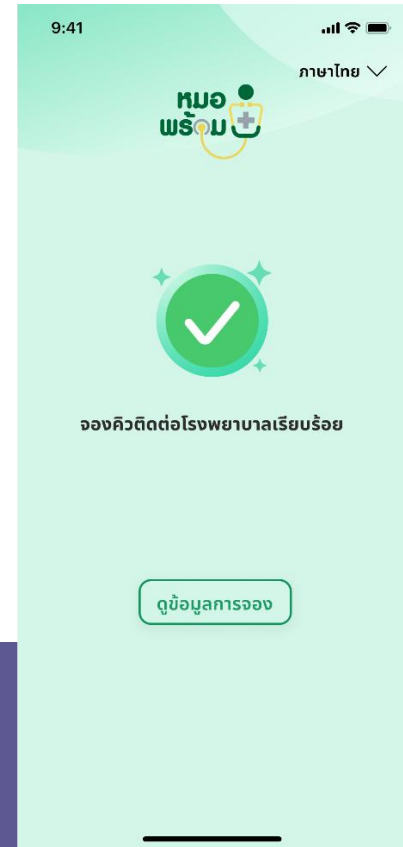 9:41
ภาษาไทย
หมอ
พร้อม
จองคิวติดต่อโรงพยาบาลเรียบร้อย
ดูข้อมูลการจอง